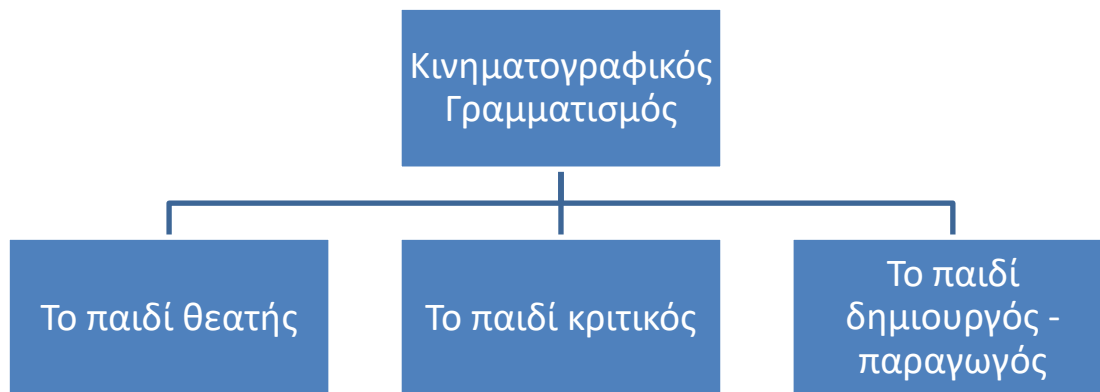 Κινηματογραφικός
Γραμματισμός
Το παιδί θεατής
Το παιδί κριτικός
Το παιδί
δημιουργός -
παραγωγός